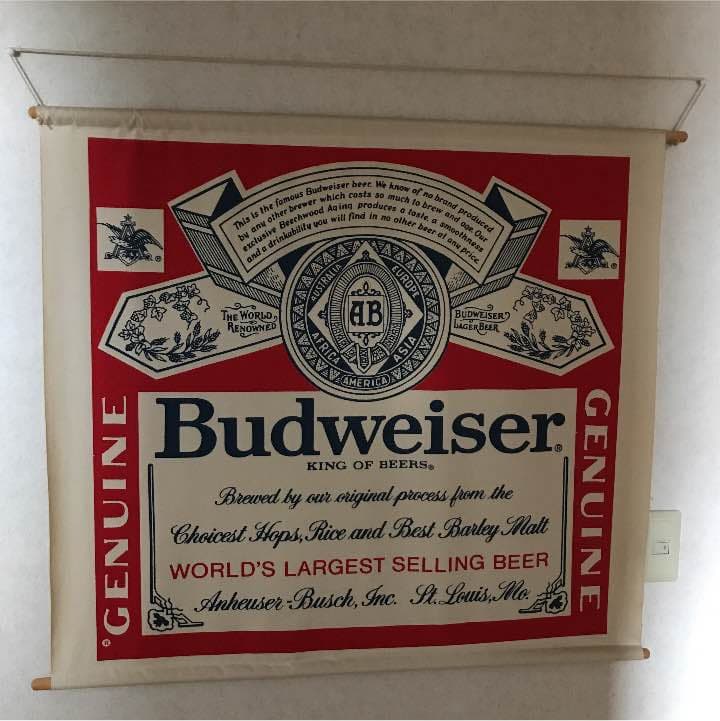 This is the famous Budweiser beer. We know of no brand produced
by any other brewer which costs so much to brew and age. Our
exclusive Beechwood Aging produces a taste, a smoothness
and a drinkability you will find in no other beer at any price.
AUSTRALIA
EUROPE
AFRICA
ASIA
AMERICA
AB
THE WORLD
RENOWNED
BUDWEISER
LAGER BEER
GENUINE
GENUINE
Budweiser®
KING OF BEERS®
Brewed by our original process from the
Choicest Hops, Rice and Best Barley Malt
WORLD'S LARGEST SELLING BEER
Anheuser-Busch, Inc. St. Louis, Mo.